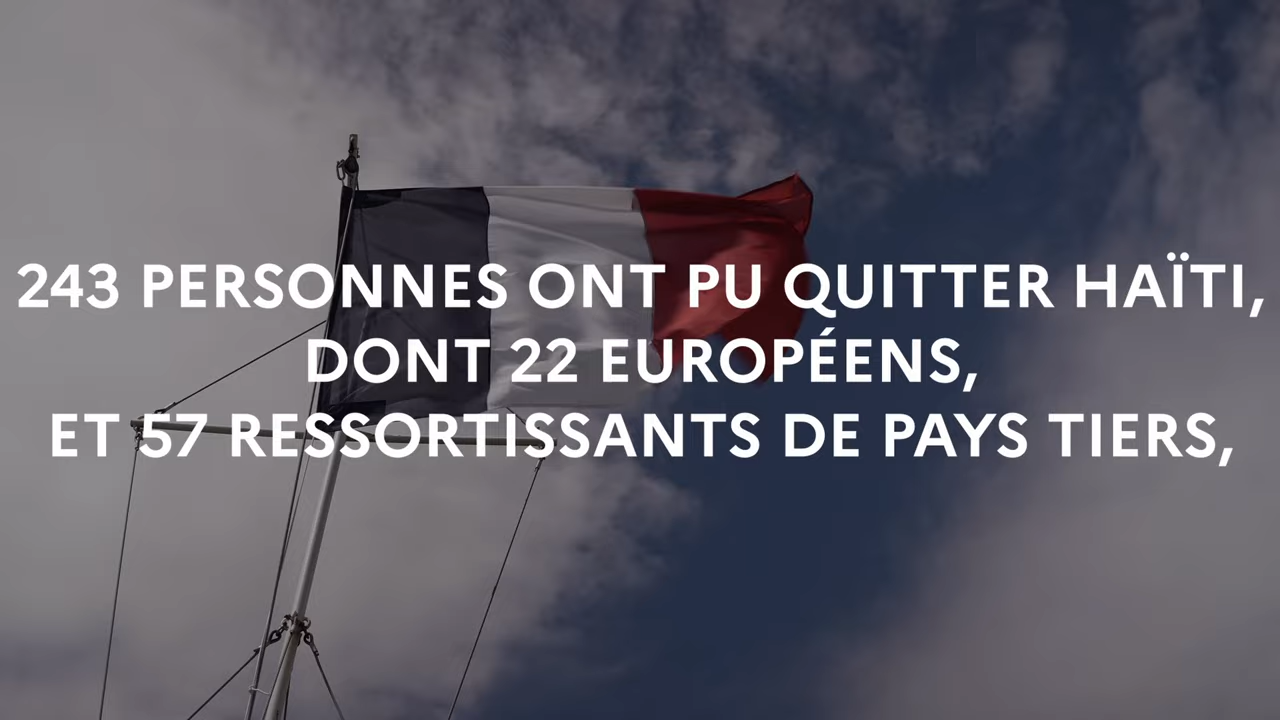 243 PERSONNES ONT PU QUITTER HAÏTI,
DONT 22 EUROPÉENS,
ET 57 RESSORTISSANTS DE PAYS TIERS,